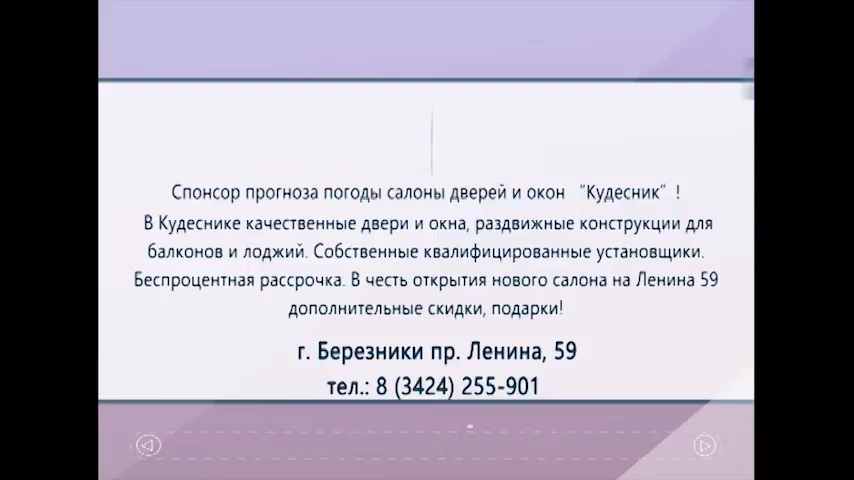 Спонсор прогноза погоды салоны дверей и окон “Кудесник” !
В Кудеснике качественные двери и окна, раздвижные конструкции для
балконов и лоджий. Собственные квалифицированные установщики.
Беспроцентная рассрочка. В честь открытия нового салона на Ленина 59
дополнительные скидки, подарки!
г. Березники пр. Ленина, 59
тел.: 8 (3424) 255-901